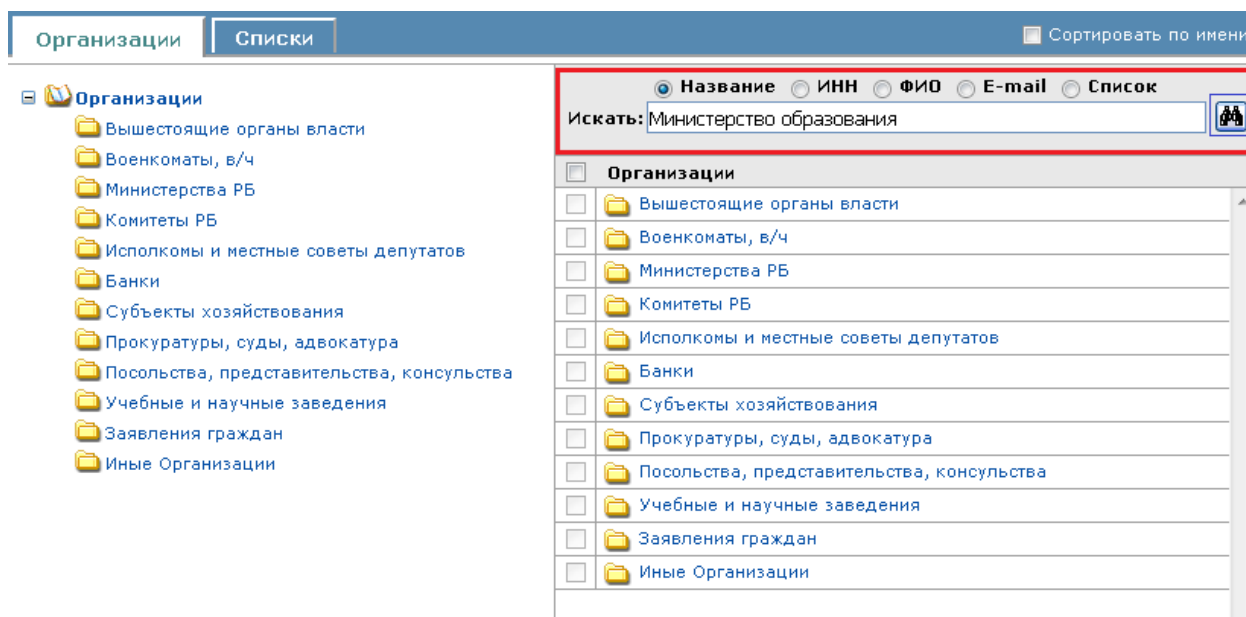 Организации Списки Сортировать по имени
Организации
Вышестоящие органы власти
Военкоматы, в/ч
Министерства РБ
Комитеты РБ
Исполкомы и местные советы депутатов
Банки
Субъекты хозяйствования
Прокуратуры, суды, адвокатура
Посольства, представительства, консульства
Учебные и научные заведения
Заявления граждан
Иные Организации
Название ИНН ФИО E-mail Список
Искать: Министерство образования
Организации
Вышестоящие органы власти
Военкоматы, в/ч
Министерства РБ
Комитеты РБ
Исполкомы и местные советы депутатов
Банки
Субъекты хозяйствования
Прокуратуры, суды, адвокатура
Посольства, представительства, консульства
Учебные и научные заведения
Заявления граждан
Иные Организации